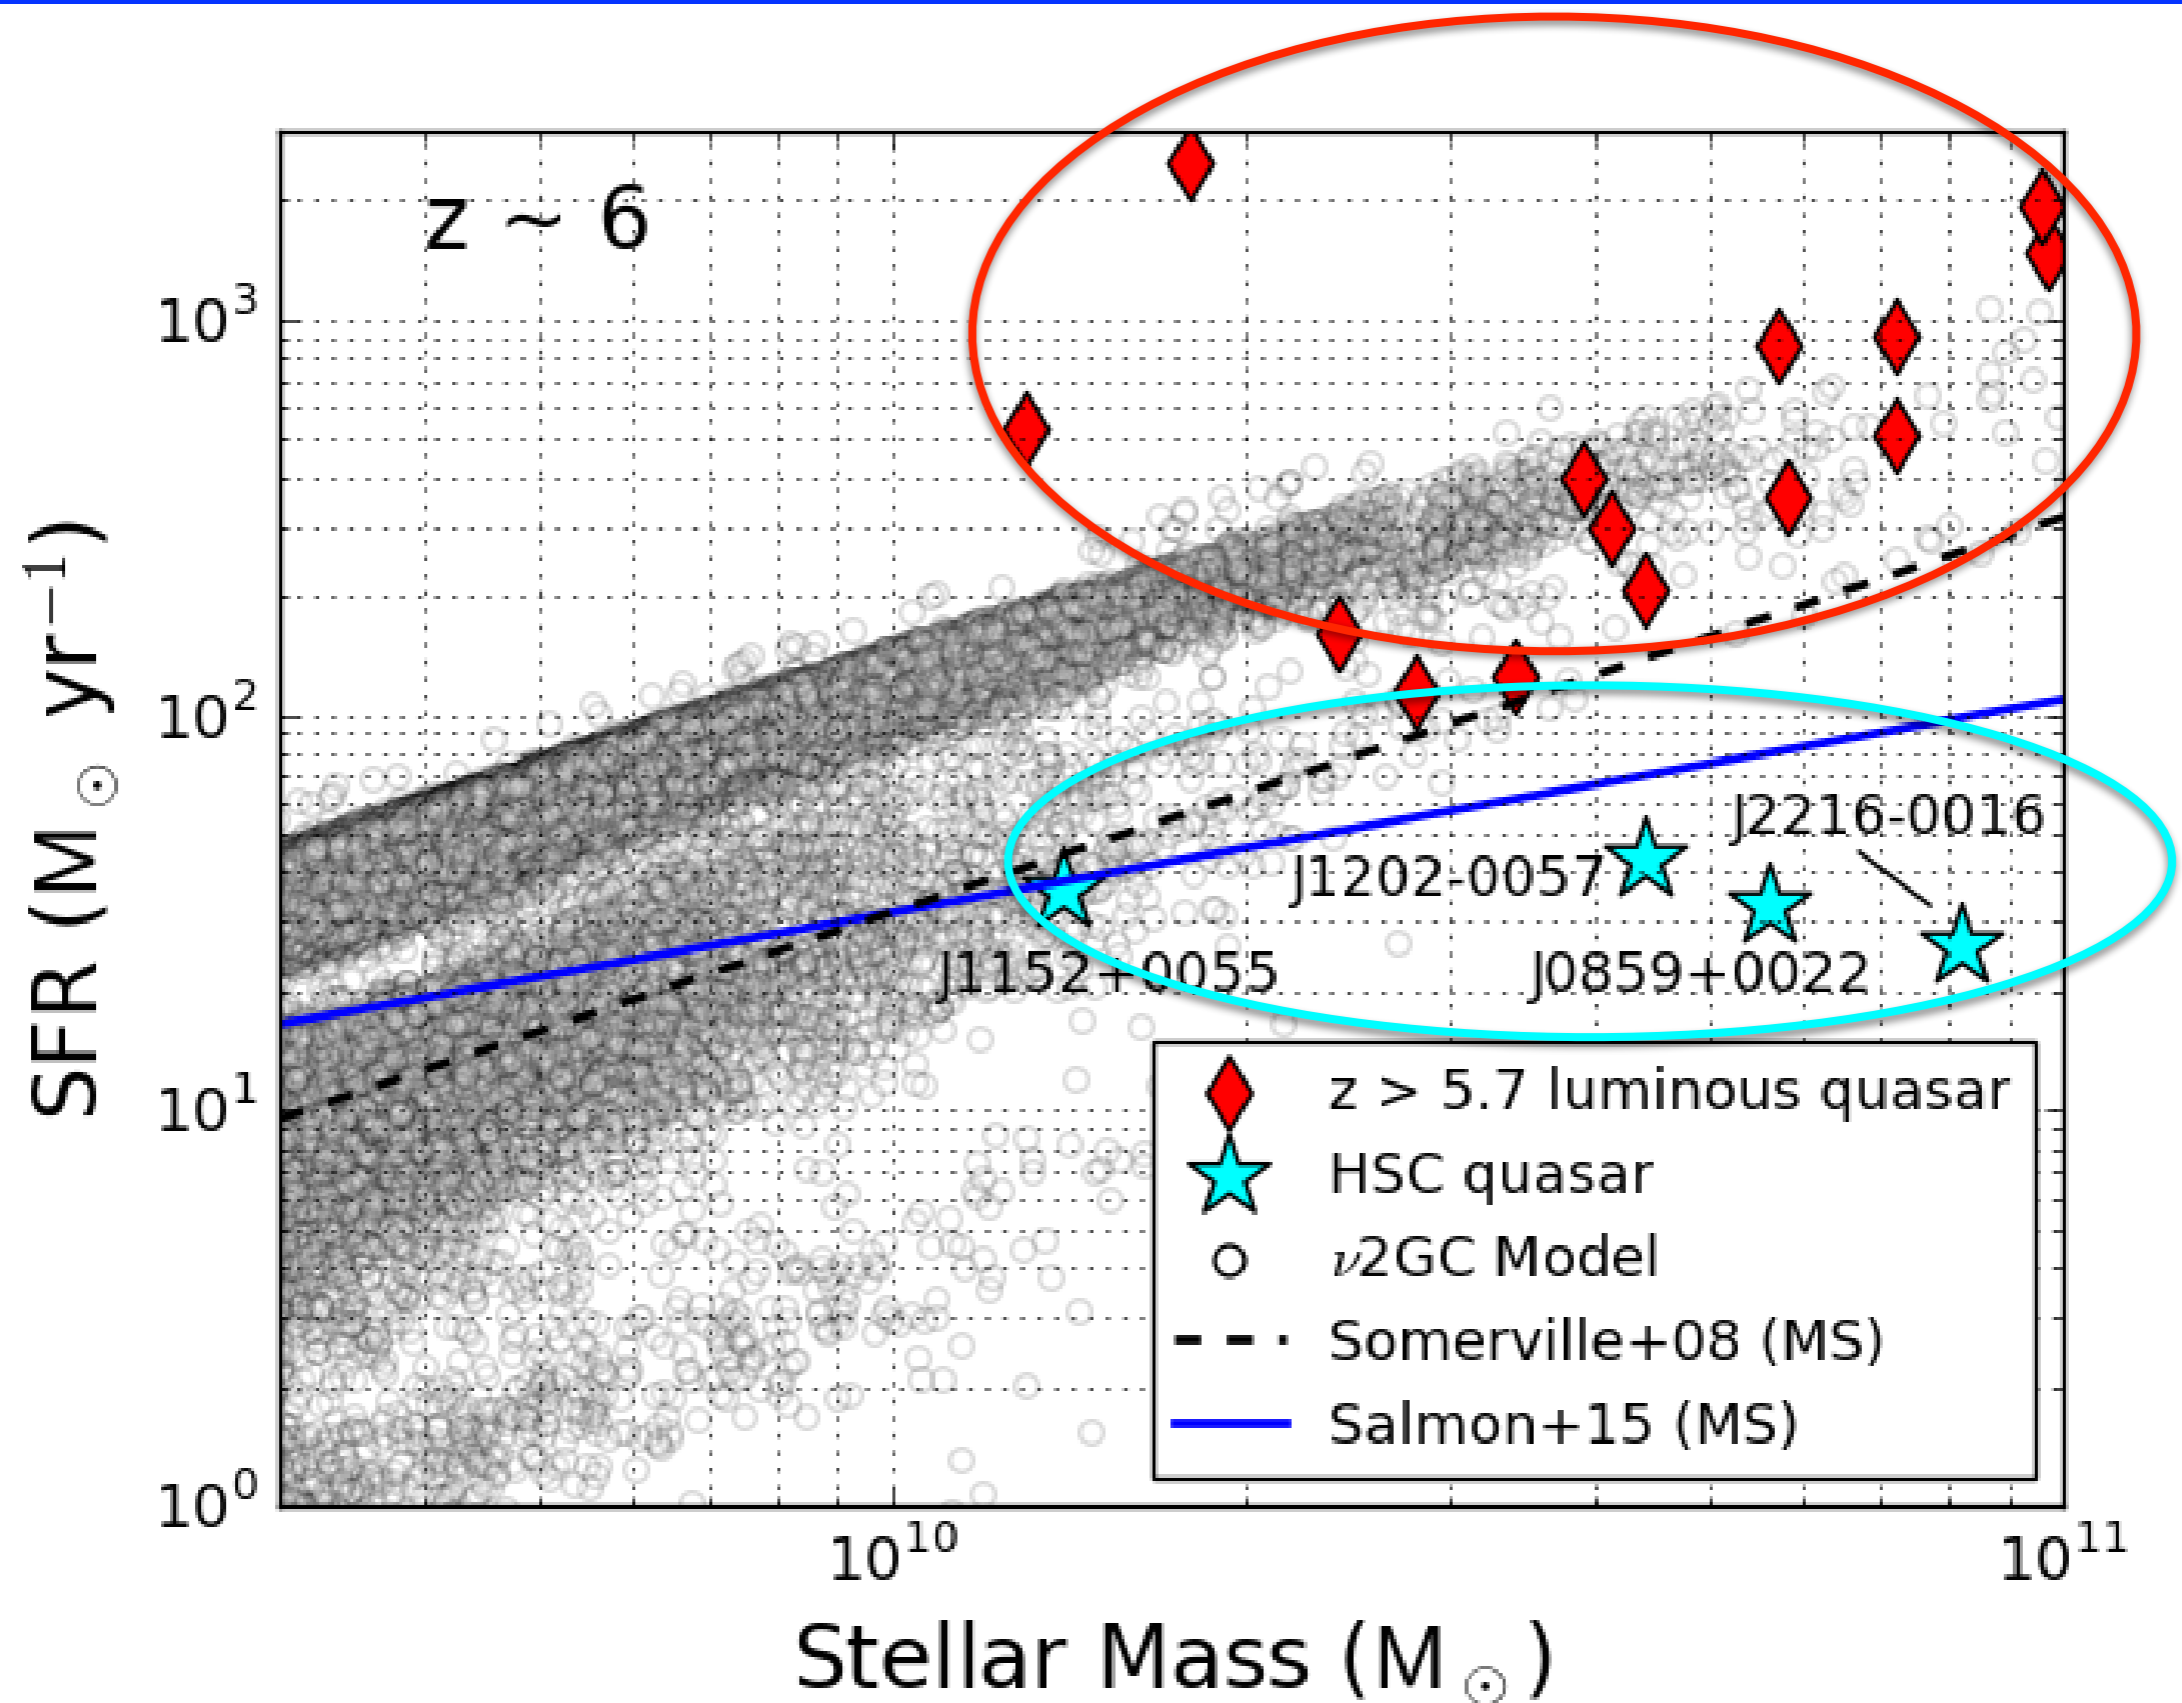 z ~ 6
10³
10²
10¹
10⁰
SFR (M⊙ yr⁻¹)
J2216-0016
J1202-0057
J1152+0055
J0859+0022
z > 5.7 luminous quasar
HSC quasar
ν2GC Model
Somerville+08 (MS)
Salmon+15 (MS)
10¹⁰
10¹¹
Stellar Mass (M⊙)